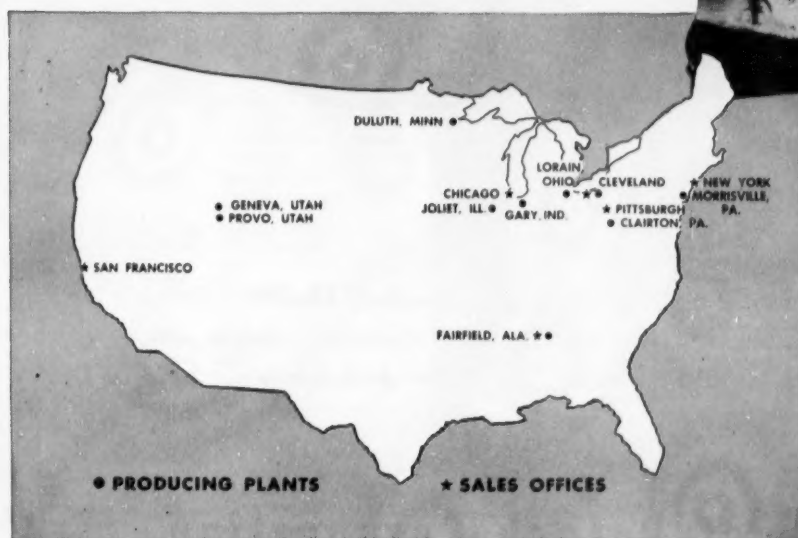 DULUTH, MINN
LORAIN,
OHIO
CLEVELAND
CHICAGO
NEW YORK
GENEVA, UTAH
PROVO, UTAH
JOLIET, ILL.
GARY, IND.
PITTSBURGH
MORRISVILLE,
PA.
CLAIRTON, PA.
SAN FRANCISCO
FAIRFIELD, ALA.
PRODUCING PLANTS
SALES OFFICES